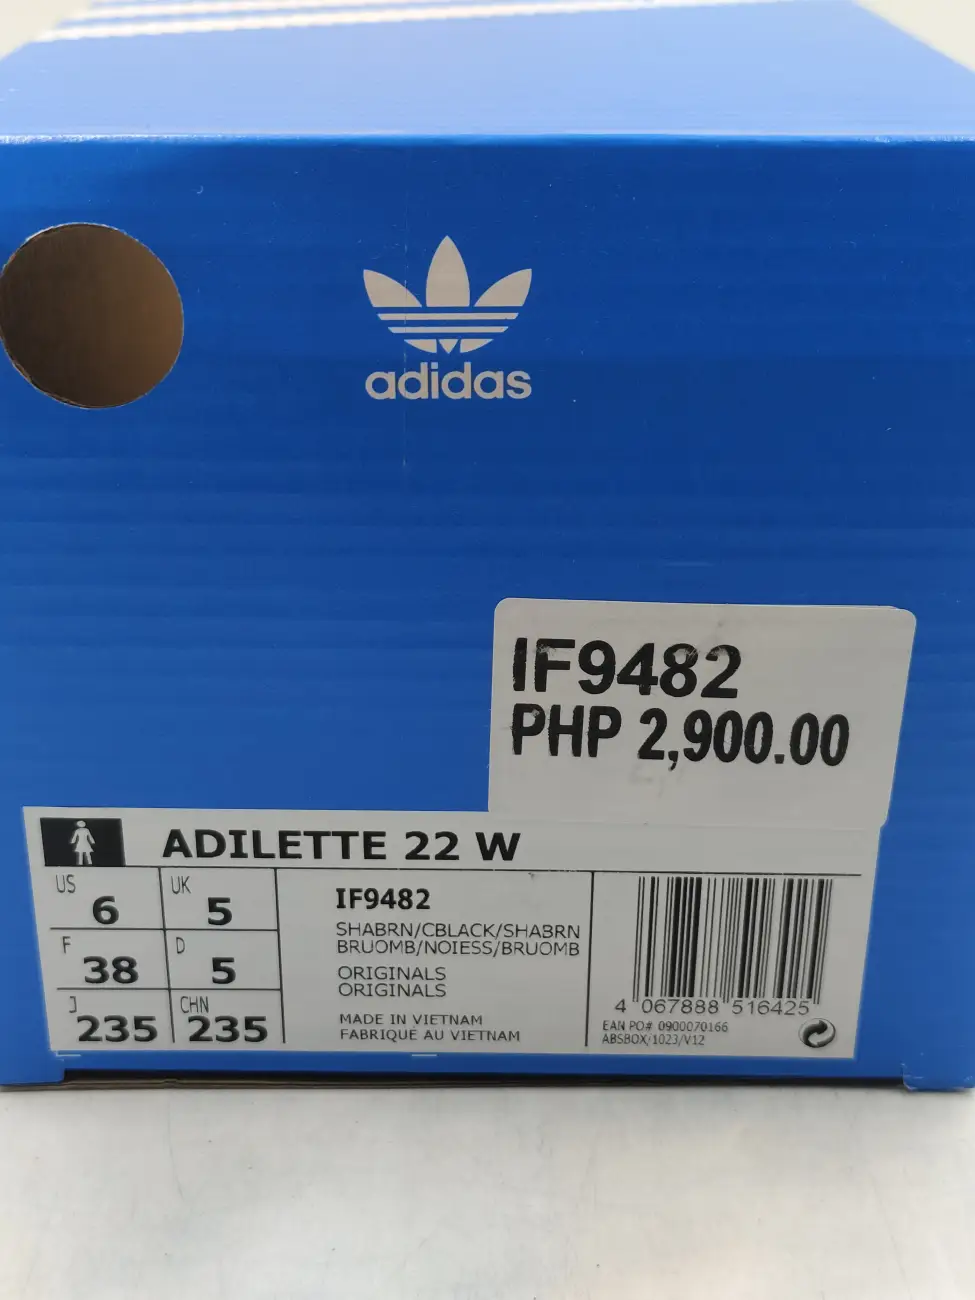 adidas
IF9482
PHP 2,900.00
ADILETTE 22 W
US 6
UK 5
F 38
D 5
J 235
CHN 235
IF9482
SHABRN/CBLACK/SHABRN
BRUOMB/NOIESS/BRUOMB
ORIGINALS
ORIGINALS
MADE IN VIETNAM
FABRIQUÉ AU VIETNAM
4 067888 516425
EAN PO# 0900070166
ABSBOX/1023/V12